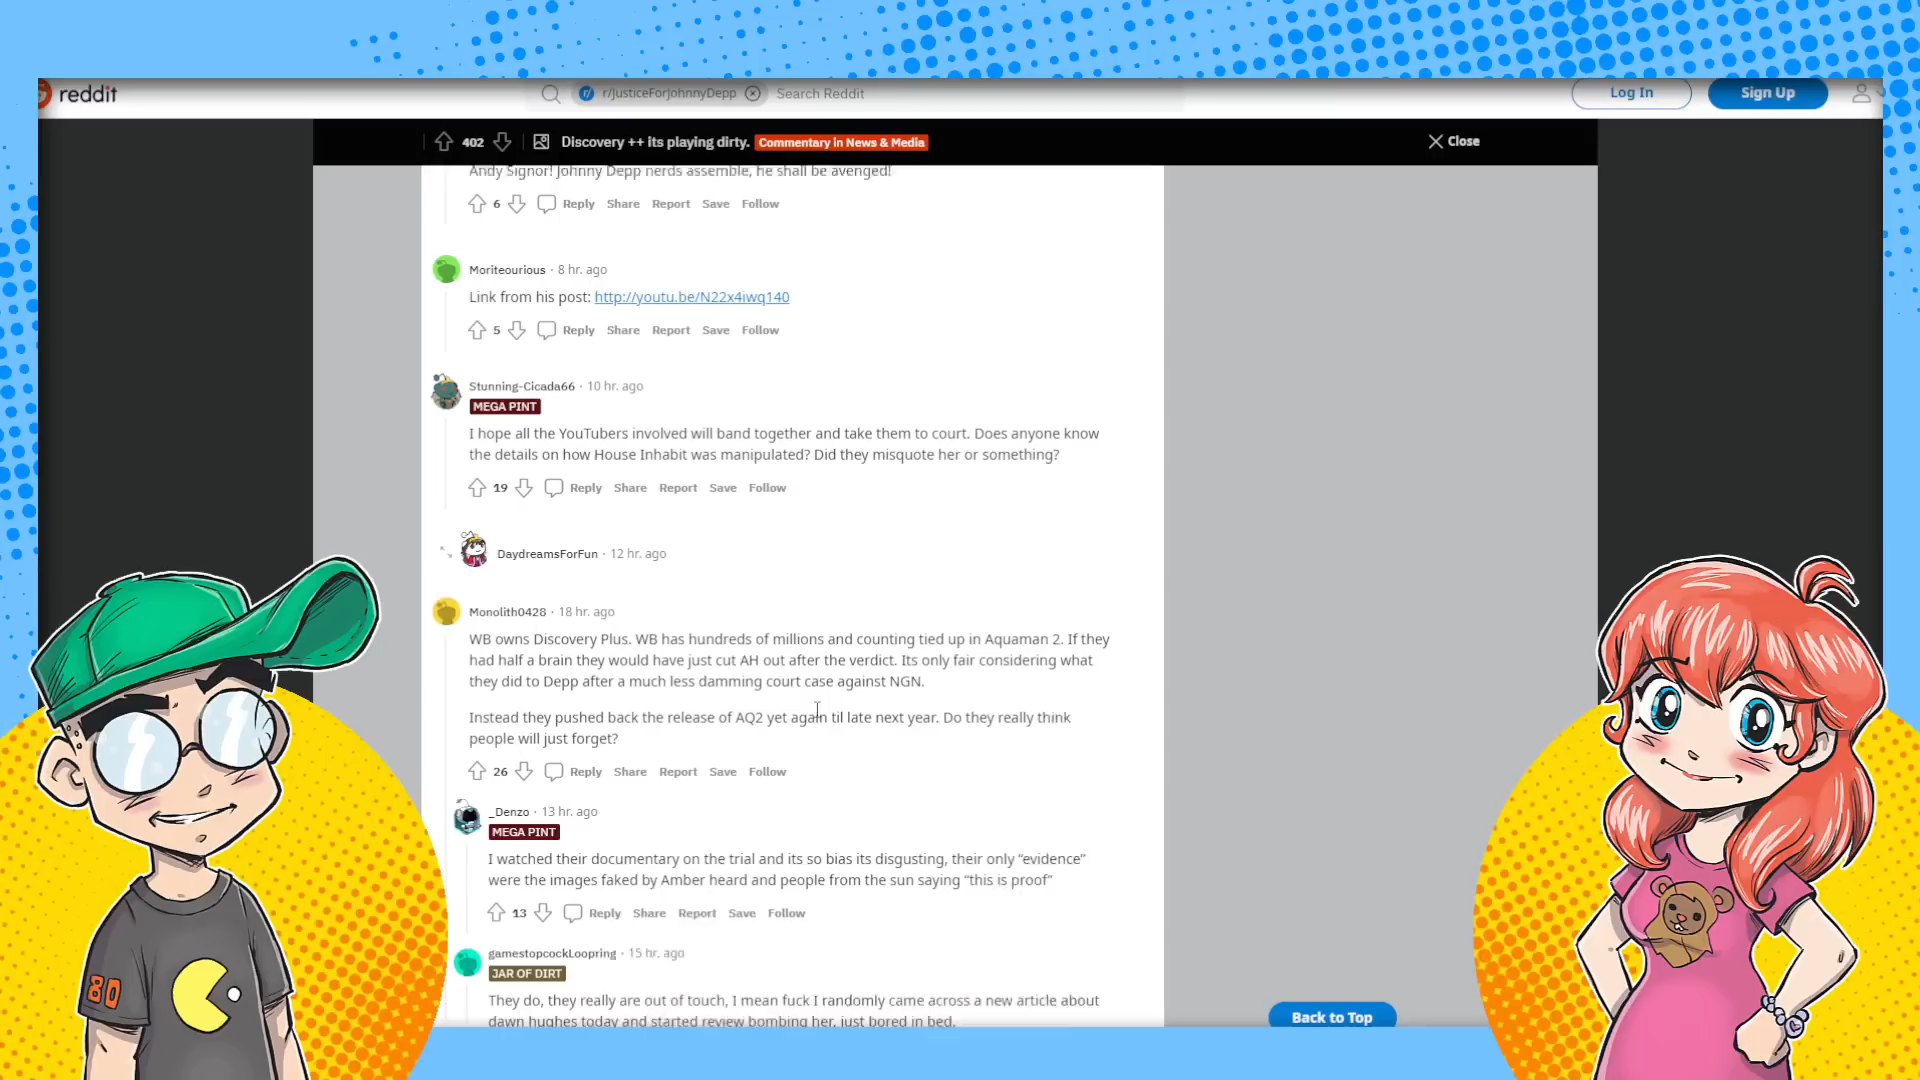 reddit
r/JusticeForJohnnyDepp
Search Reddit
Log In
Sign Up
402
Discovery ++ its playing dirty.
Commentary in News & Media
Close
Andy Signor! Johnny Depp nerds assemble, he shall be avenged!
6
Reply Share Report Save Follow
Moriteourious · 8 hr. ago
Link from his post: http://youtu.be/N22x4iwq140
5
Reply Share Report Save Follow
Stunning-Cicada66 · 10 hr. ago
MEGA PINT
I hope all the YouTubers involved will band together and take them to court. Does anyone know
the details on how House Inhabit was manipulated? Did they misquote her or something?
19
Reply Share Report Save Follow
DaydreamsForFun · 12 hr. ago
Monolith0428 · 18 hr. ago
WB owns Discovery Plus. WB has hundreds of millions and counting tied up in Aquaman 2. If they
had half a brain they would have just cut AH out after the verdict. Its only fair considering what
they did to Depp after a much less damming court case against NGN.
Instead they pushed back the release of AQ2 yet again til late next year. Do they really think
people will just forget?
26
Reply Share Report Save Follow
_Denzo · 13 hr. ago
MEGA PINT
I watched their documentary on the trial and its so bias its disgusting, their only “evidence”
were the images faked by Amber heard and people from the sun saying “this is proof”
13
Reply Share Report Save Follow
gamestopcockLoopring · 15 hr. ago
JAR OF DIRT
They do, they really are out of touch, I mean fuck I randomly came across a new article about
dawn hughes today and started review bombing her, just bored in bed.
Back to Top
80